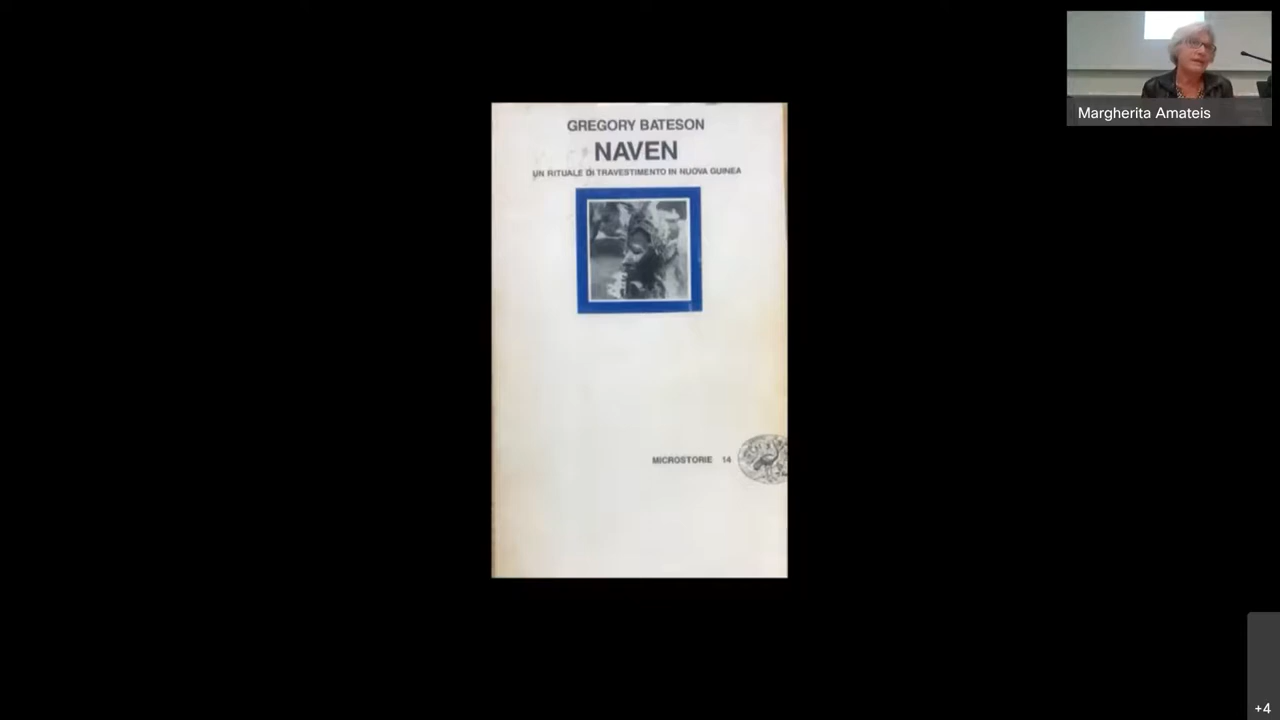 GREGORY BATESON
NAVEN
UN RITUALE DI TRAVESTIMENTO IN NUOVA GUINEA
MICROSTORIE 14
Margherita Amateis
+4